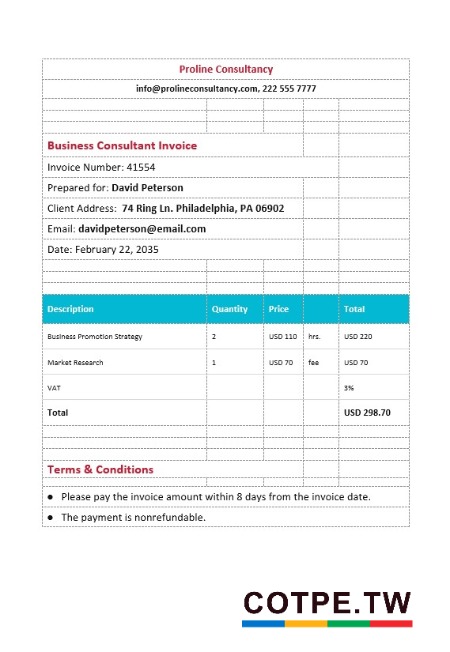 Proline Consultancy
info@prolineconsultancy.com, 222 555 7777
Business Consultant Invoice
Invoice Number: 41554
Prepared for: David Peterson
Client Address: 74 Ring Ln. Philadelphia, PA 06902
Email: davidpeterson@email.com
Date: February 22, 2035
Description Quantity Price Total
Business Promotion Strategy 2 USD 110 hrs. USD 220
Market Research 1 USD 70 fee USD 70
VAT 3%
Total USD 298.70
Terms & Conditions
● Please pay the invoice amount within 8 days from the invoice date.
● The payment is nonrefundable.
COTPE.TW